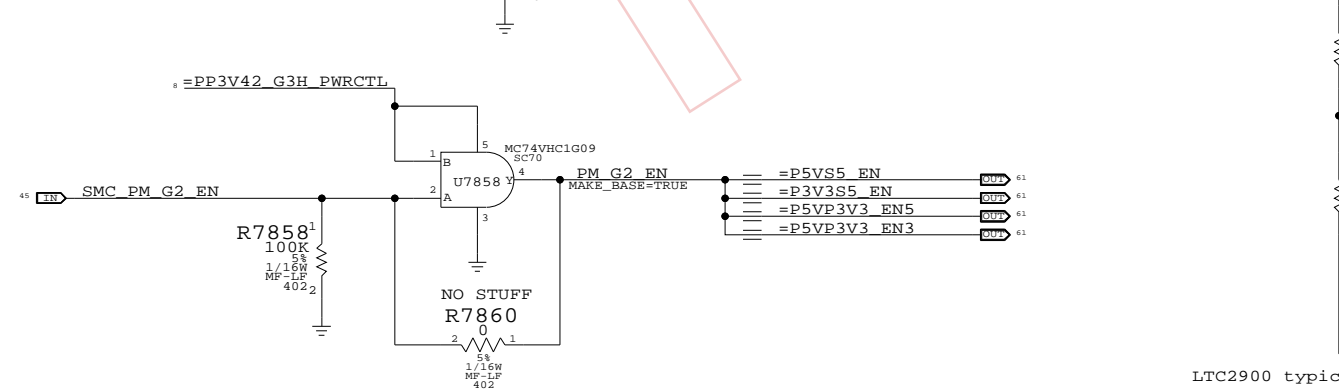 8 =PP3V42_G3H_PWRCTL
5 MC74VHC1G09
SC70
1 B
U7858 Y 4
2 A
3
PM_G2_EN
MAKE_BASE=TRUE
=P5VS5_EN OUT 61
=P3V3S5_EN OUT 61
=P5VP3V3_EN5 OUT 61
=P5VP3V3_EN3 OUT 61
45 IN SMC_PM_G2_EN
R7858 1
100K
5%
1/16W
MF-LF
402 2
NO STUFF
R7860
0
2 1
5%
1/16W
MF-LF
402
LTC2900 typic